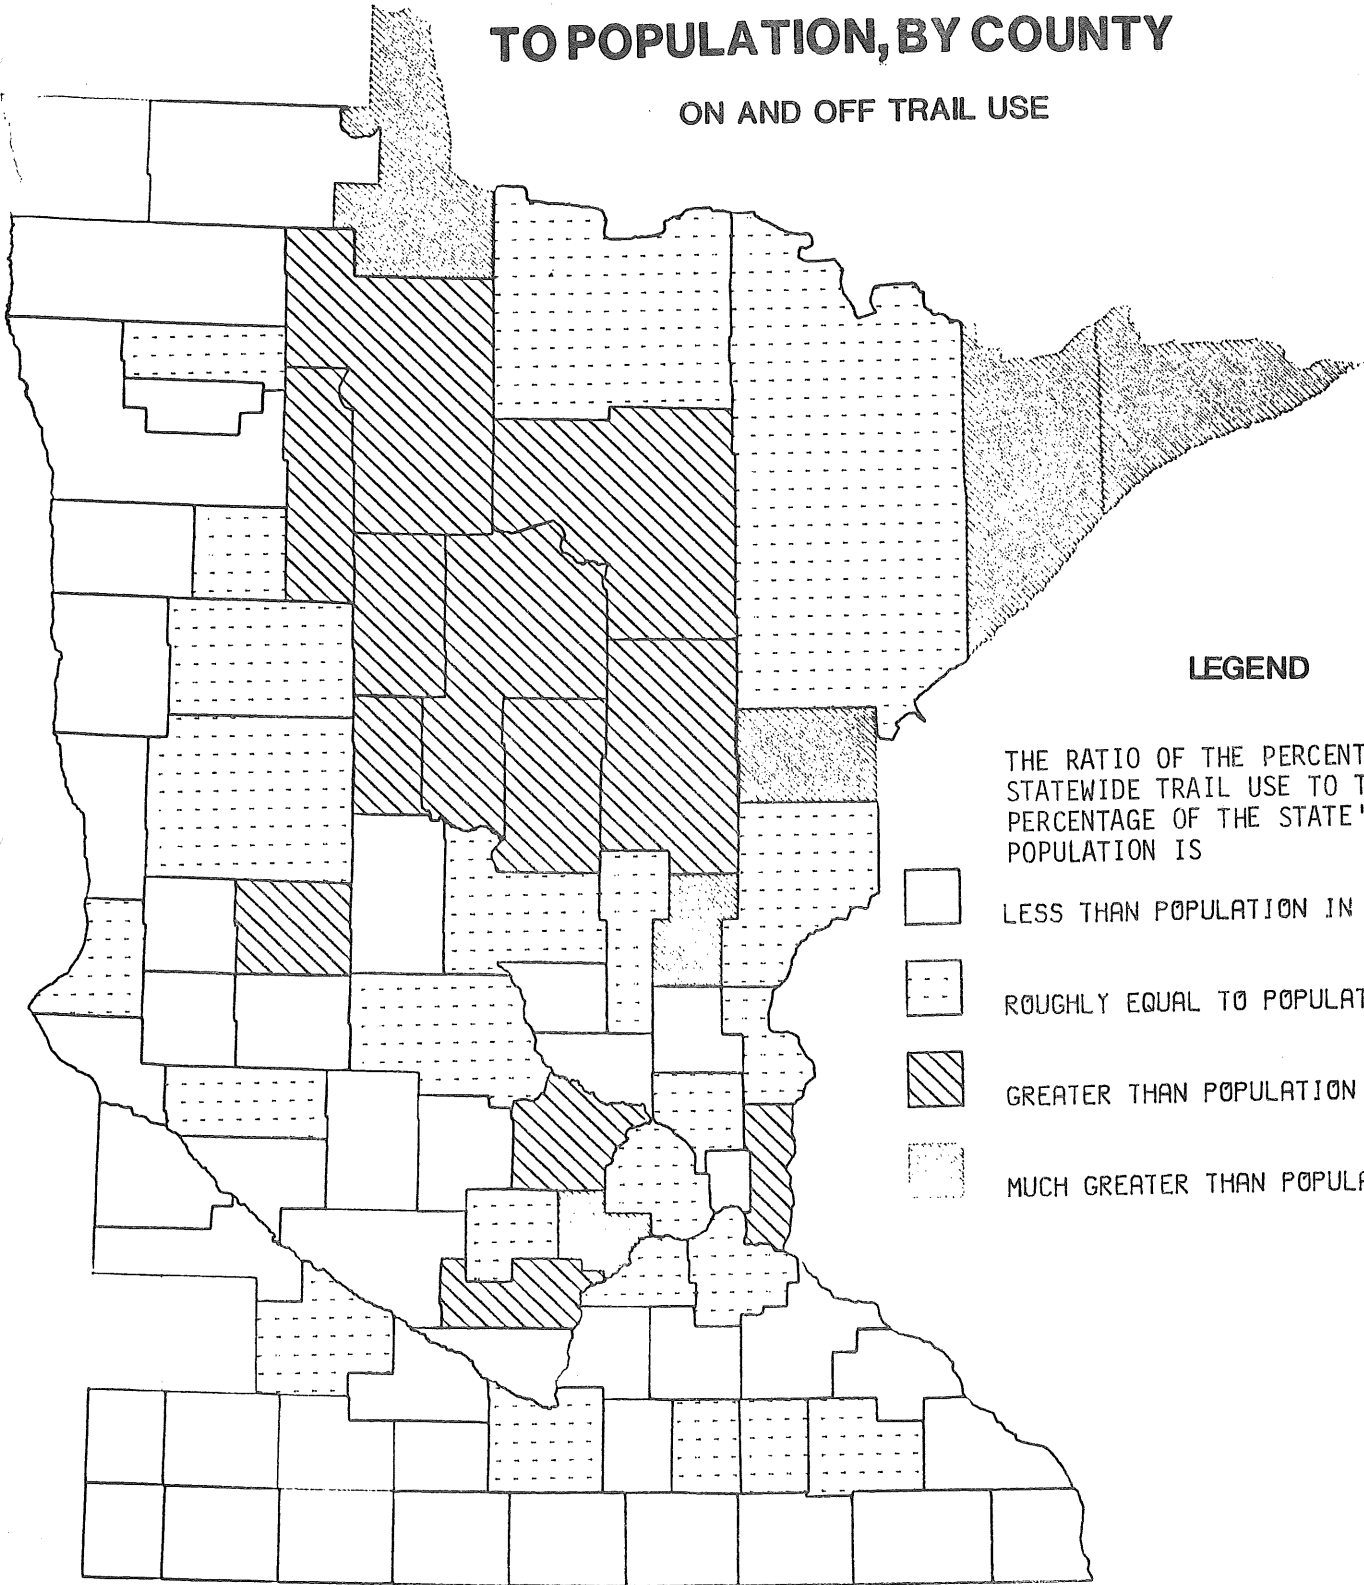 TO POPULATION, BY COUNTY
ON AND OFF TRAIL USE
LEGEND
THE RATIO OF THE PERCENT
STATEWIDE TRAIL USE TO T
PERCENTAGE OF THE STATE'
POPULATION IS
LESS THAN POPULATION IN
ROUGHLY EQUAL TO POPULAT
GREATER THAN POPULATION
MUCH GREATER THAN POPULA